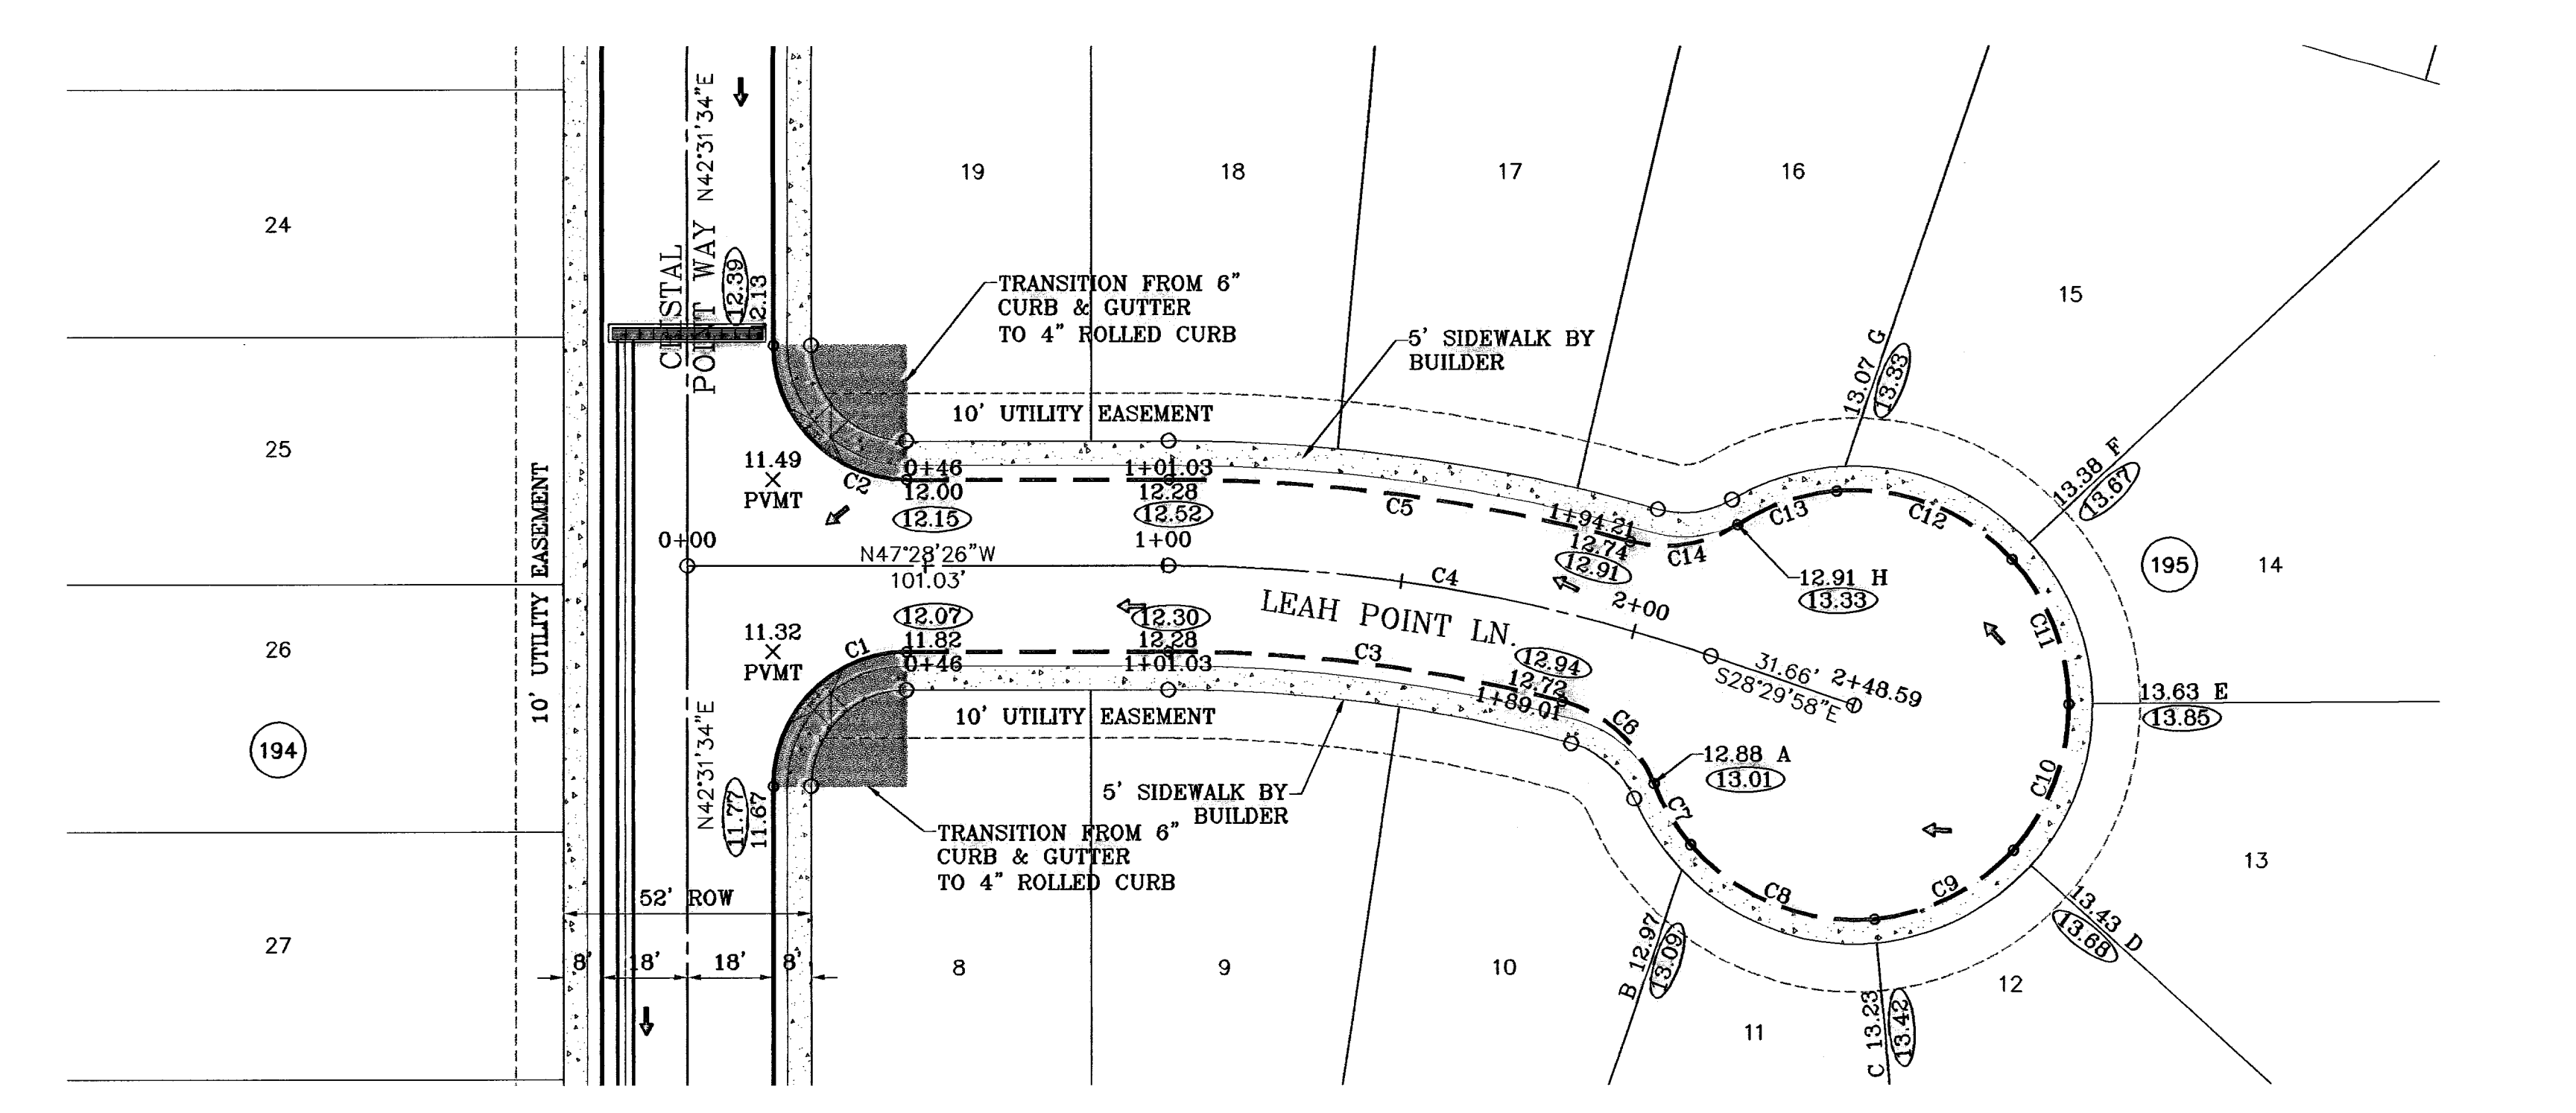 24
25
26
194
27
10' UTILITY EASEMENT
52' ROW
8'
18'
18'
8'
POINT WAY
N42°31'34"E
12.39
11.49
PVMT
11.32
PVMT
0+00
N42°31'34"E
11.77
11.67
19
18
17
16
15
TRANSITION FROM 6"
CURB & GUTTER
TO 4" ROLLED CURB
5' SIDEWALK BY
BUILDER
10' UTILITY EASEMENT
C2
0+46
12.00
12.15
1+01.03
12.28
12.52
C5
1+94.21
12.74
12.91
C14
C13
C12
13.07 G
13.33
13.38 F
13.67
195
14
N47°28'26"W
101.03'
1+00
C4
2+00
LEAH POINT LN.
12.91 H
13.33
C11
12.07
11.82
0+46
C1
12.30
12.28
1+01.03
C3
12.94
12.72
1+89.01
31.66' 2+48.59
S28°29'58"E
13.63 E
13.85
C6
12.88 A
13.01
C7
C8
C9
C10
10' UTILITY EASEMENT
5' SIDEWALK BY
BUILDER
TRANSITION FROM 6"
CURB & GUTTER
TO 4" ROLLED CURB
8
9
10
B 12.97
13.09
11
C 13.23
13.42
12
13.43 D
13.68
13